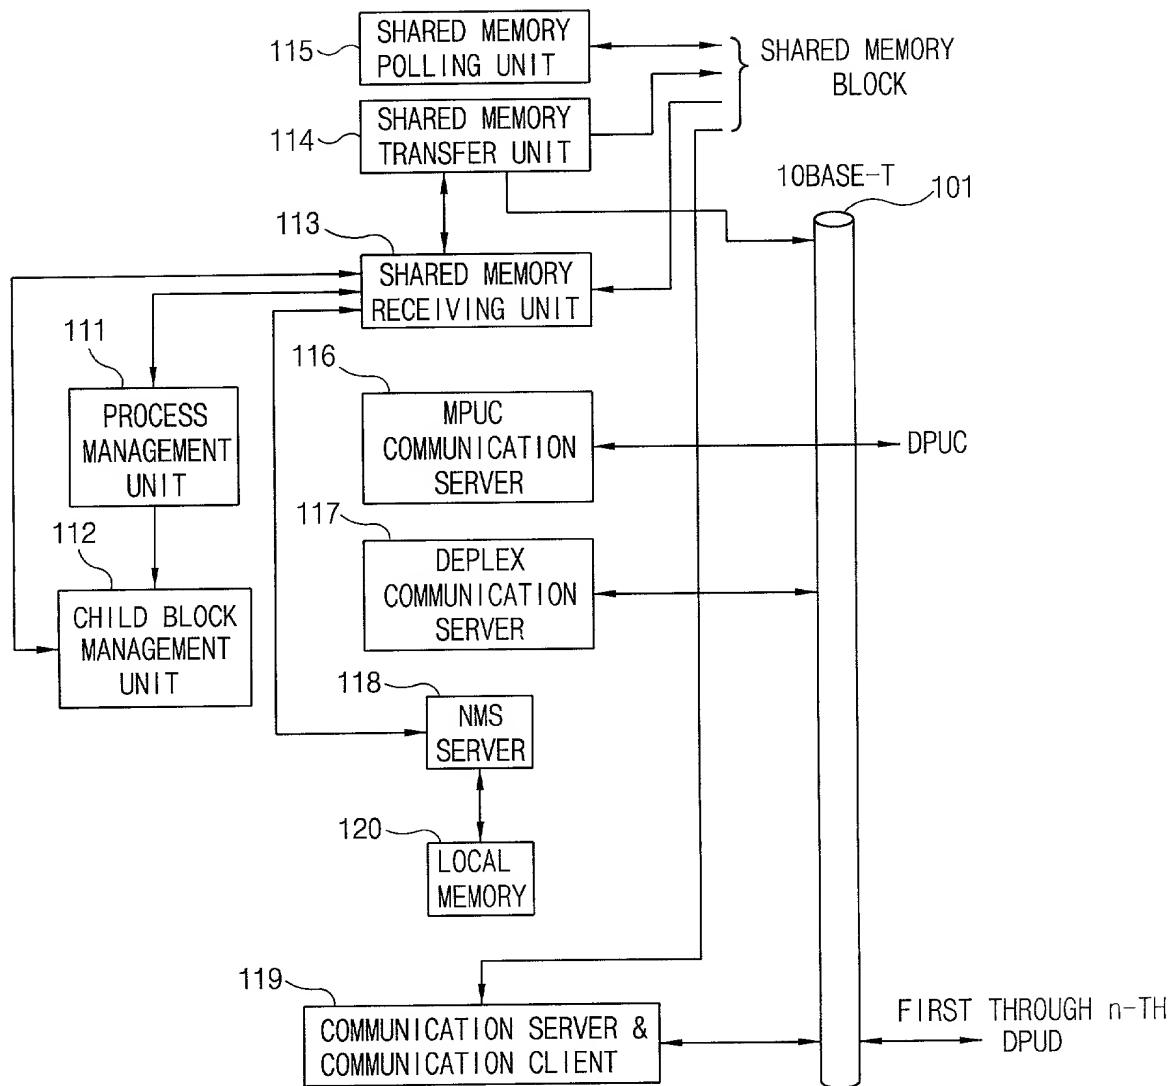 115
SHARED MEMORY
POLLING UNIT
SHARED MEMORY
BLOCK
114
SHARED MEMORY
TRANSFER UNIT
10BASE-T
101
113
SHARED MEMORY
RECEIVING UNIT
111
PROCESS
MANAGEMENT
UNIT
116
MPUC
COMMUNICATION
SERVER
DPUC
112
CHILD BLOCK
MANAGEMENT
UNIT
117
DEPLEX
COMMUNICATION
SERVER
118
NMS
SERVER
120
LOCAL
MEMORY
119
COMMUNICATION SERVER &
COMMUNICATION CLIENT
FIRST THROUGH n-TH
DPUD